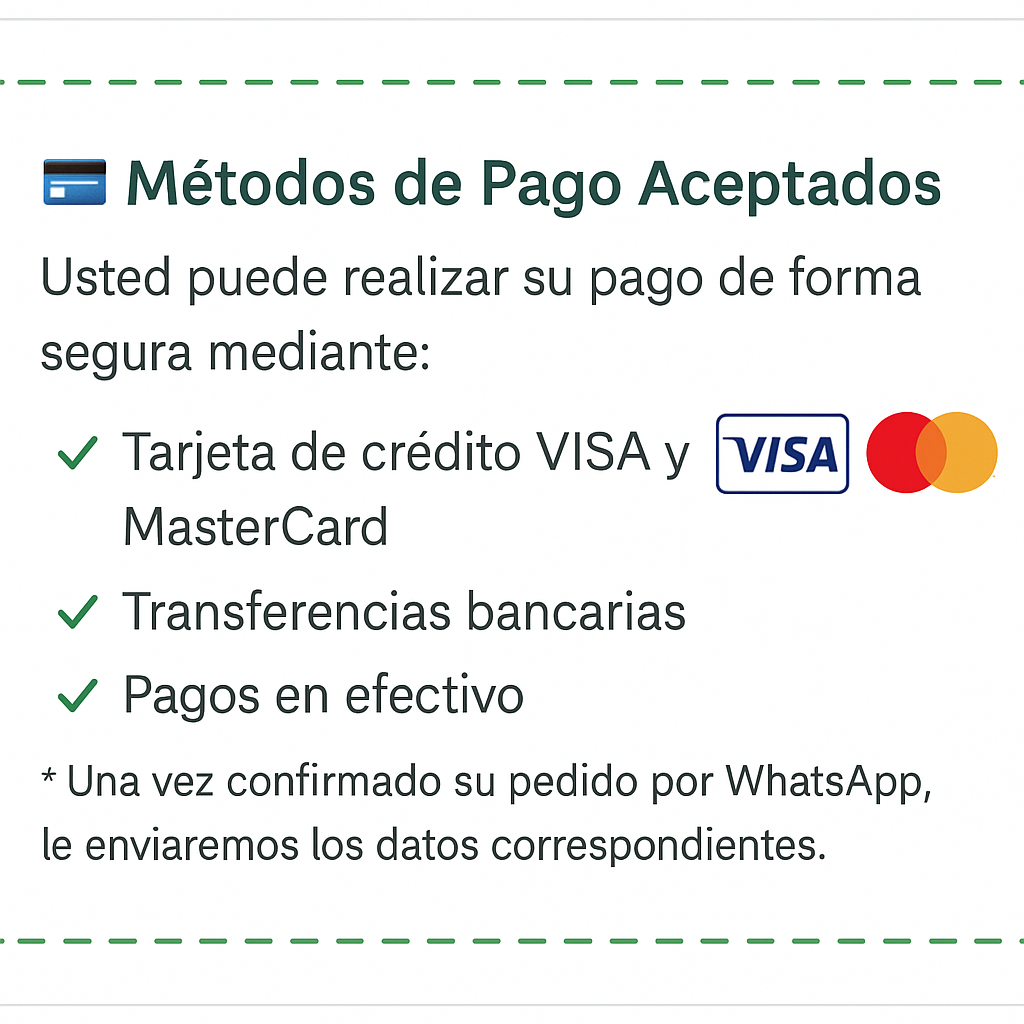 Métodos de Pago Aceptados
Usted puede realizar su pago de forma
segura mediante:
Tarjeta de crédito VISA y
VISA
MasterCard
Transferencias bancarias
Pagos en efectivo
* Una vez confirmado su pedido por WhatsApp,
le enviaremos los datos correspondientes.